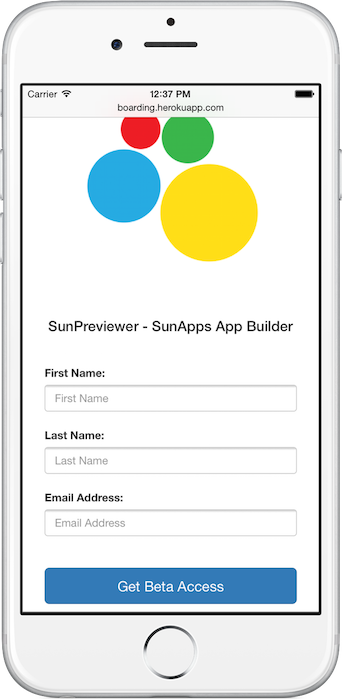 Carrier 12:37 PM
boarding.herokuapp.com
SunPreviewer - SunApps App Builder
First Name:
First Name
Last Name:
Last Name
Email Address:
Email Address
Get Beta Access